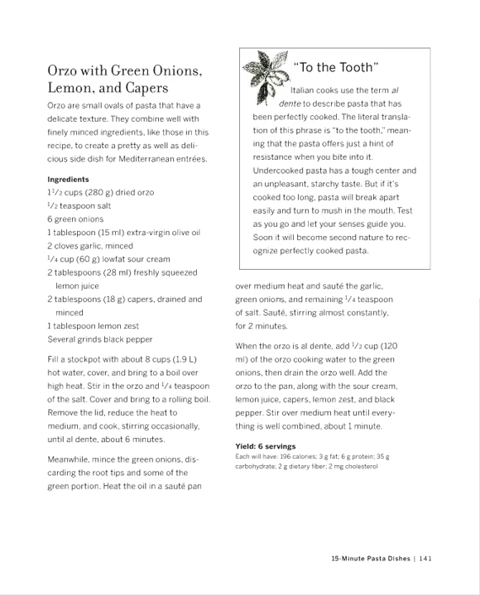 Orzo with Green Onions,
Lemon, and Capers
Orzo are small ovals of pasta that have a
delicate texture. They combine well with
finely minced ingredients, like those in this
recipe, to create a pretty as well as deli-
cious side dish for Mediterranean entrées.
Ingredients
1 1/2 cups (280 g) dried orzo
1/2 teaspoon salt
6 green onions
1 tablespoon (15 ml) extra-virgin olive oil
2 cloves garlic, minced
1/4 cup (60 g) lowfat sour cream
2 tablespoons (28 ml) freshly squeezed
lemon juice
2 tablespoons (18 g) capers, drained and
minced
1 tablespoon lemon zest
Several grinds black pepper
Fill a stockpot with about 8 cups (1.9 L)
hot water, cover, and bring to a boil over
high heat. Stir in the orzo and 1/4 teaspoon
of the salt. Cover and bring to a rolling boil.
Remove the lid, reduce the heat to
medium, and cook, stirring occasionally,
until al dente, about 6 minutes.
Meanwhile, mince the green onions, dis-
carding the root tips and some of the
green portion. Heat the oil in a sauté pan
"To the Tooth"
Italian cooks use the term al
dente to describe pasta that has
been perfectly cooked. The literal transla-
tion of this phrase is "to the tooth," mean-
ing that the pasta offers just a hint of
resistance when you bite into it.
Undercooked pasta has a tough center and
an unpleasant, starchy taste. But if it's
cooked too long, pasta will break apart
easily and turn to mush in the mouth. Test
as you go and let your senses guide you.
Soon it will become second nature to rec-
ognize perfectly cooked pasta.
over medium heat and sauté the garlic,
green onions, and remaining 1/4 teaspoon
of salt. Sauté, stirring almost constantly,
for 2 minutes.
When the orzo is al dente, add 1/2 cup (120
ml) of the orzo cooking water to the green
onions, then drain the orzo well. Add the
orzo to the pan, along with the sour cream,
lemon juice, capers, lemon zest, and black
pepper. Stir over medium heat until every-
thing is well combined, about 1 minute.
Yield: 6 servings
Each will have: 196 calories; 3 g fat; 6 g protein; 35 g
carbohydrate; 2 g dietary fiber; 2 mg cholesterol
15-Minute Pasta Dishes | 141